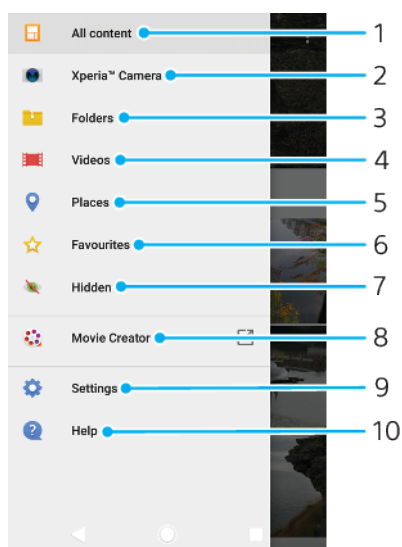 All content 1
Xperia™ Camera 2
Folders 3
Videos 4
Places 5
Favourites 6
Hidden 7
Movie Creator 8
Settings 9
Help 10